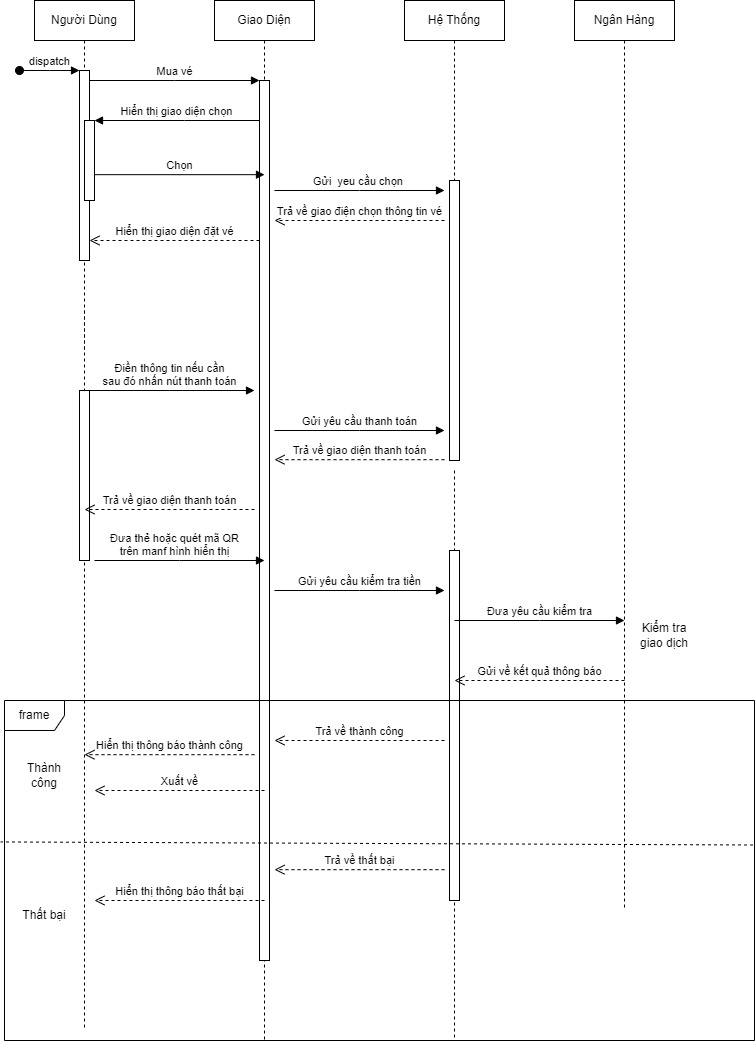 Người Dùng
Giao Diện
Hệ Thống
Ngân Hàng
dispatch
Mua vé
Hiển thị giao diện chọn
Chọn
Gửi yeu cầu chọn
Trả về giao điện chọn thông tin vé
Hiển thị giao diện đặt vé
Điền thông tin nếu cần
sau đó nhấn nút thanh toán
Gửi yêu cầu thanh toán
Trả về giao diện thanh toán
Trả về giao diện thanh toán
Đưa thẻ hoặc quét mã QR
trên manf hình hiển thị
Gửi yêu cầu kiểm tra tiền
Đưa yêu cầu kiểm tra
Kiểm tra
giao dịch
Gửi về kết quả thông báo
frame
Trả về thành công
Hiển thị thông báo thành công
Thành
công
Xuất về
Trả về thất bại
Hiển thị thông báo thất bại
Thất bại